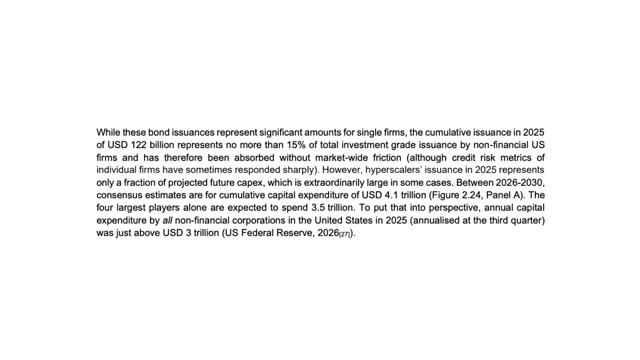 While these bond issuances represent significant amounts for single firms, the cumulative issuance in 2025
of USD 122 billion represents no more than 15% of total investment grade issuance by non-financial US
firms and has therefore been absorbed without market-wide friction (although credit risk metrics of
individual firms have sometimes responded sharply). However, hyperscalers' issuance in 2025 represents
only a fraction of projected future capex, which is extraordinarily large in some cases. Between 2026-2030,
consensus estimates are for cumulative capital expenditure of USD 4.1 trillion (Figure 2.24, Panel A). The
four largest players alone are expected to spend 3.5 trillion. To put that into perspective, annual capital
expenditure by all non-financial corporations in the United States in 2025 (annualised at the third quarter)
was just above USD 3 trillion (US Federal Reserve, 2026[27]).